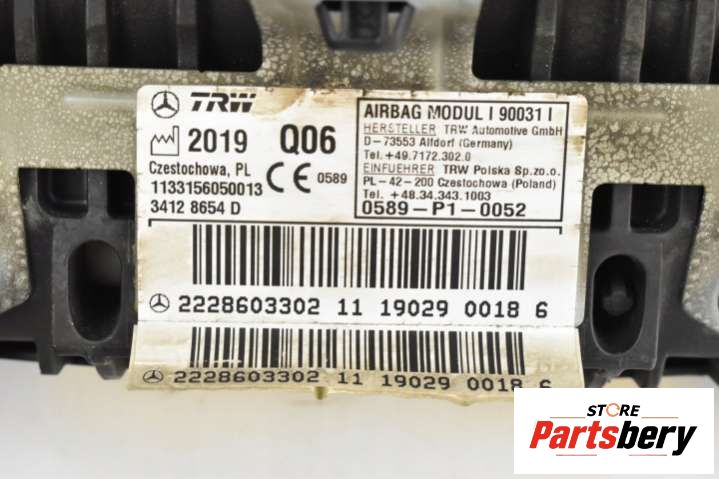 TRW
2019 Q06
Czestochowa, PL
1133156050013
3412 8654 D
0589
AIRBAG MODUL I 90031 I
HERSTELLER TRW Automotive GmbH
D-73553 Alfdorf (Germany)
Tel. +49.7172.302.0
EINFUEHRER TRW Polska Sp.zo.o.
PL-42-200 Czestochowa (Poland)
Tel. +48.34.343.1003
0589-P1-0052
2228603302 11 19029 0018 6
2228603302 11 19029 0018 6
STORE
Partsbery